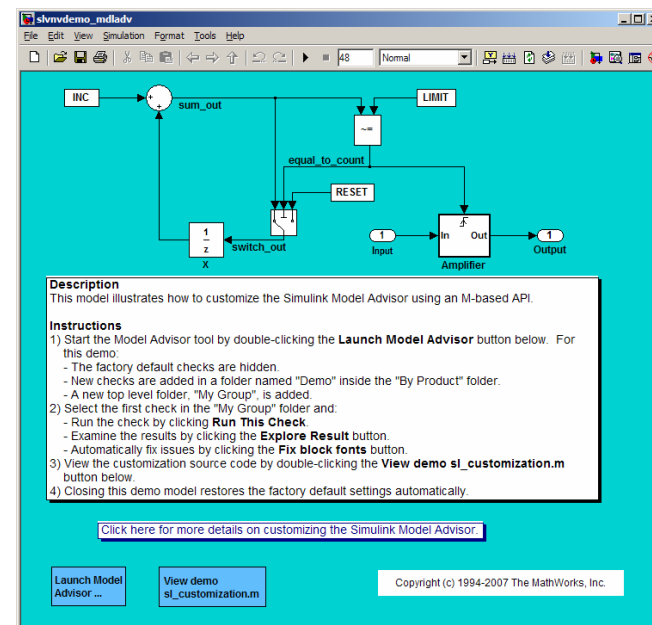 slvnvdemo_mdladv
File Edit View Simulation Format Tools Help
48 Normal
INC
+
+
sum_out
LIMIT
~=
equal_to_count
RESET
1
z
X
switch_out
1
Input
In Out
Amplifier
1
Output
Description
This model illustrates how to customize the Simulink Model Advisor using an M-based API.
Instructions
1) Start the Model Advisor tool by double-clicking the Launch Model Advisor button below. For
this demo:
- The factory default checks are hidden.
- New checks are added in a folder named "Demo" inside the "By Product" folder.
- A new top level folder, "My Group", is added.
2) Select the first check in the "My Group" folder and:
- Run the check by clicking Run This Check.
- Examine the results by clicking the Explore Result button.
- Automatically fix issues by clicking the Fix block fonts button.
3) View the customization source code by double-clicking the View demo sl_customization.m
button below.
4) Closing this demo model restores the factory default settings automatically.
Click here for more details on customizing the Simulink Model Advisor.
Launch Model
Advisor ...
View demo
sl_customization.m
Copyright (c) 1994-2007 The MathWorks, Inc.